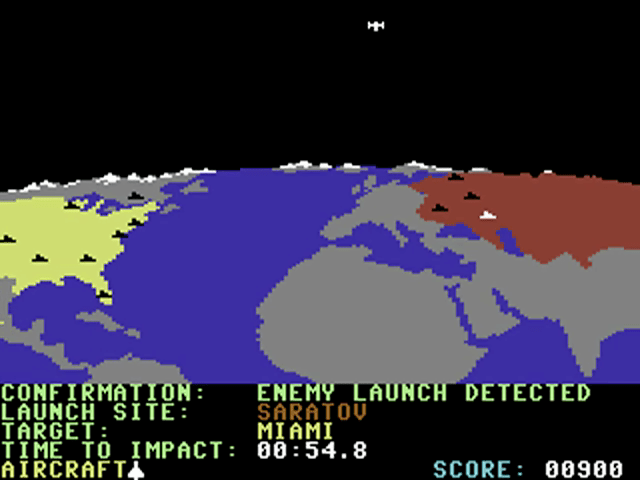 CONFIRMATION: ENEMY LAUNCH DETECTED
LAUNCH SITE: SARATOV
TARGET: MIAMI
TIME TO IMPACT: 00:54.8
AIRCRAFT SCORE: 00900